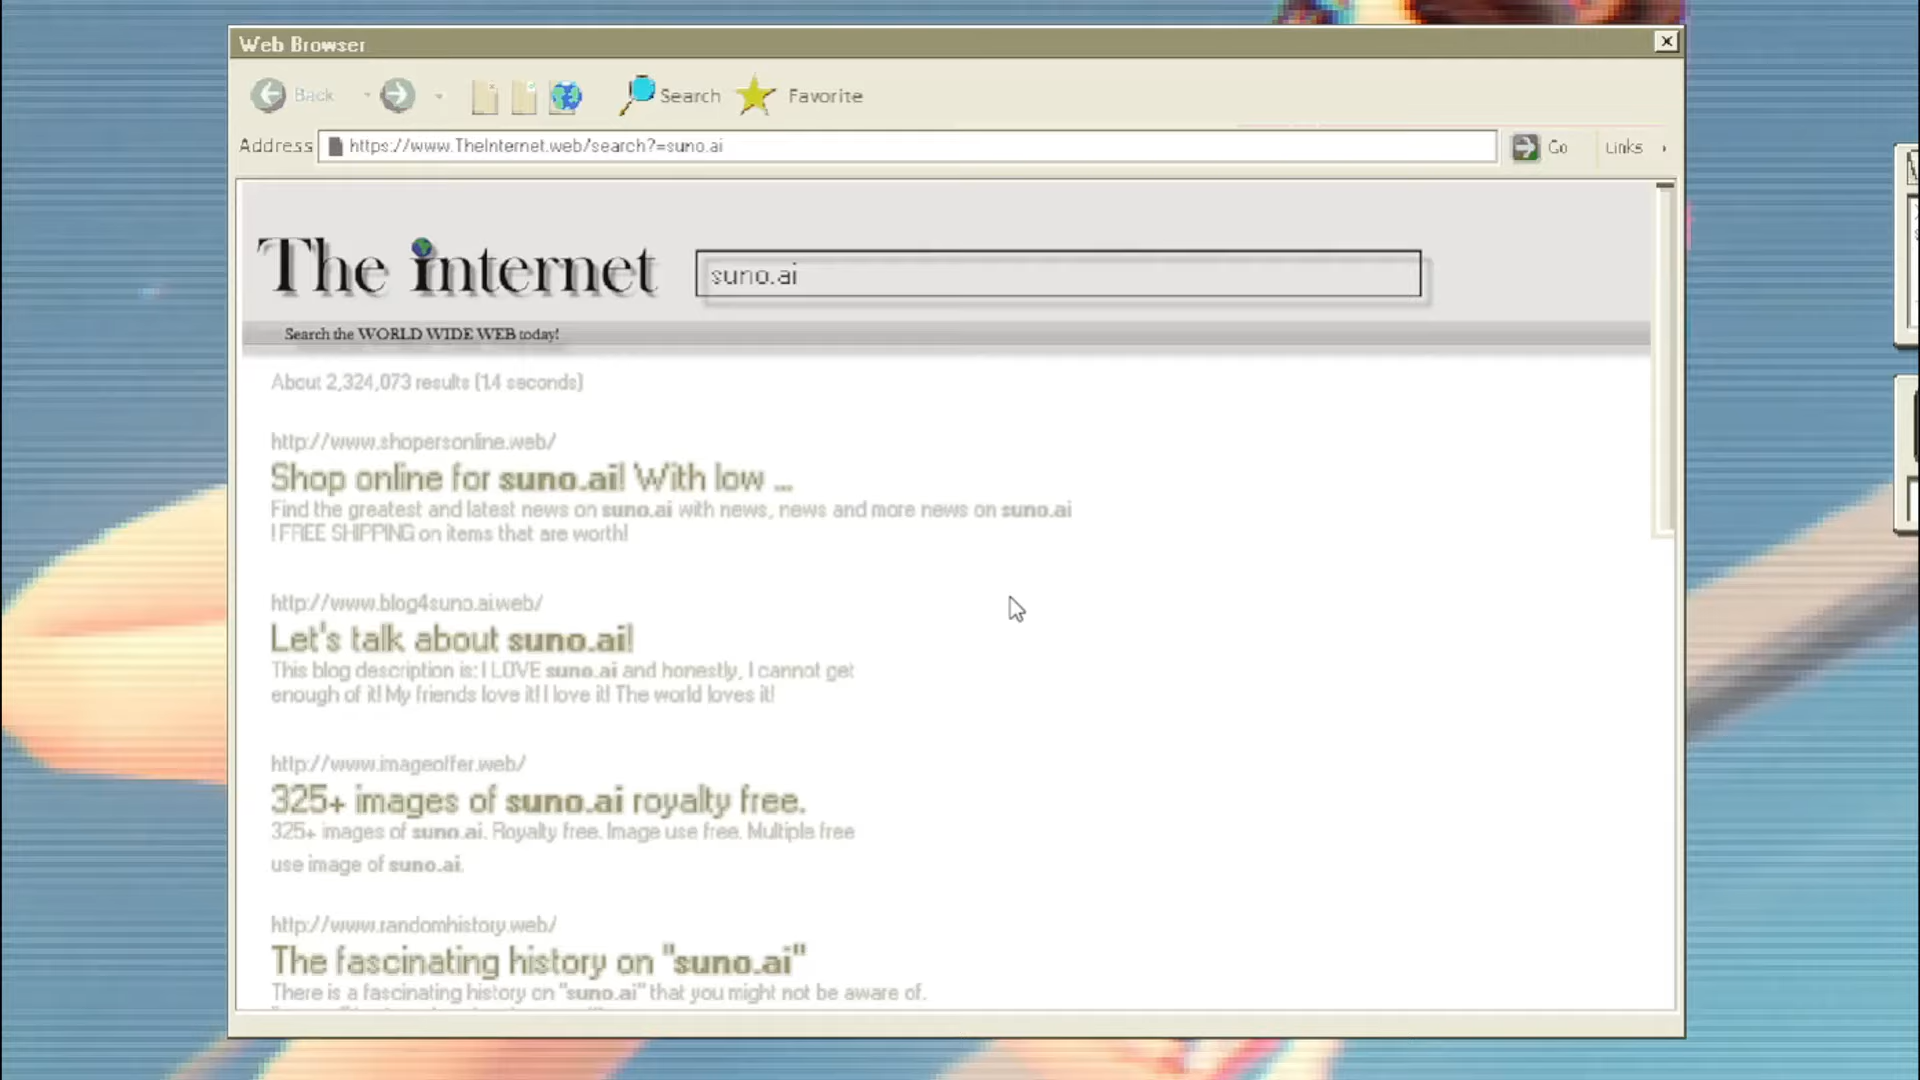 Web Browser
Back
Search
Favorite
Address
https://www.TheInternet.web/search?=suno.ai
Go
Links
The internet
suno.ai
Search the WORLD WIDE WEB today!
About 2,324,073 results (1.4 seconds)
http://www.shopersonline.web/
Shop online for suno.ai! With low ...
Find the greatest and latest news on suno.ai with news, news and more news on suno.ai
! FREE SHIPPING on items that are worth!
http://www.blog4suno.ai.web/
Let's talk about suno.ai!
This blog description is: I LOVE suno.ai and honestly, I cannot get
enough of it! My friends love it! I love it! The world loves it!
http://www.imageoffer.web/
325+ images of suno.ai royalty free.
325+ images of suno.ai. Royalty free. Image use free. Multiple free
use image of suno.ai.
http://www.randomhistory.web/
The fascinating history on "suno.ai"
There is a fascinating history on "suno.ai" that you might not be aware of.